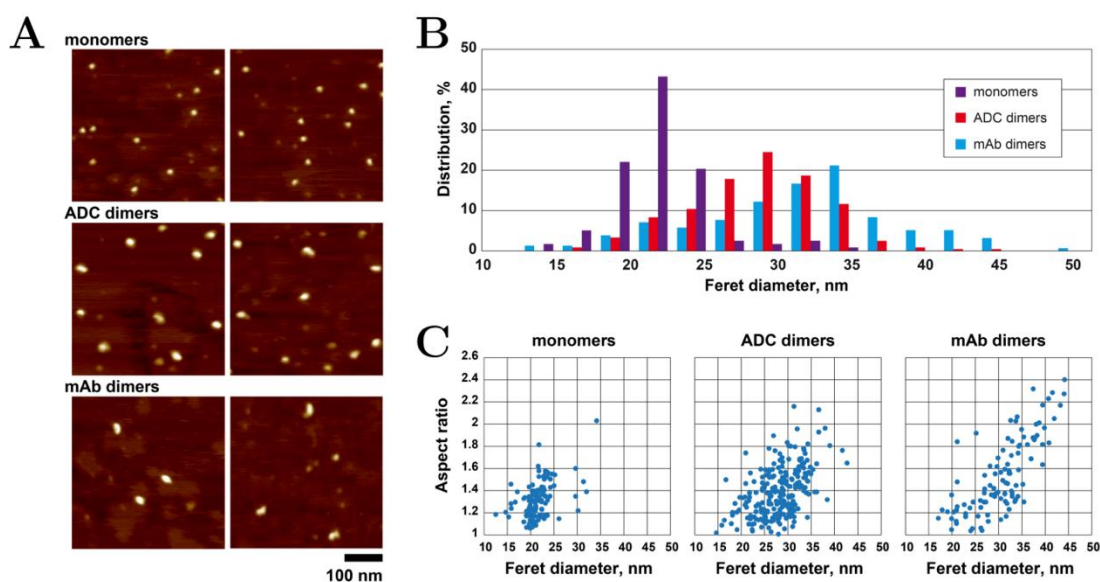 A
monomers
ADC dimers
mAb dimers
100 nm
B
50
40
30
20
10
0
Distribution, %
10 20 25 30 35 40 45 50
Feret diameter, nm
monomers
ADC dimers
mAb dimers
C
monomers ADC dimers mAb dimers
2.6
2.4
2.2
2
1.8
1.6
1.4
1.2
1
Aspect ratio
10 15 20 25 30 35 40 45 50
10 15 20 25 30 35 40 45 50
10 15 20 25 30 35 40 45 50
Feret diameter, nm Feret diameter, nm Feret diameter, nm